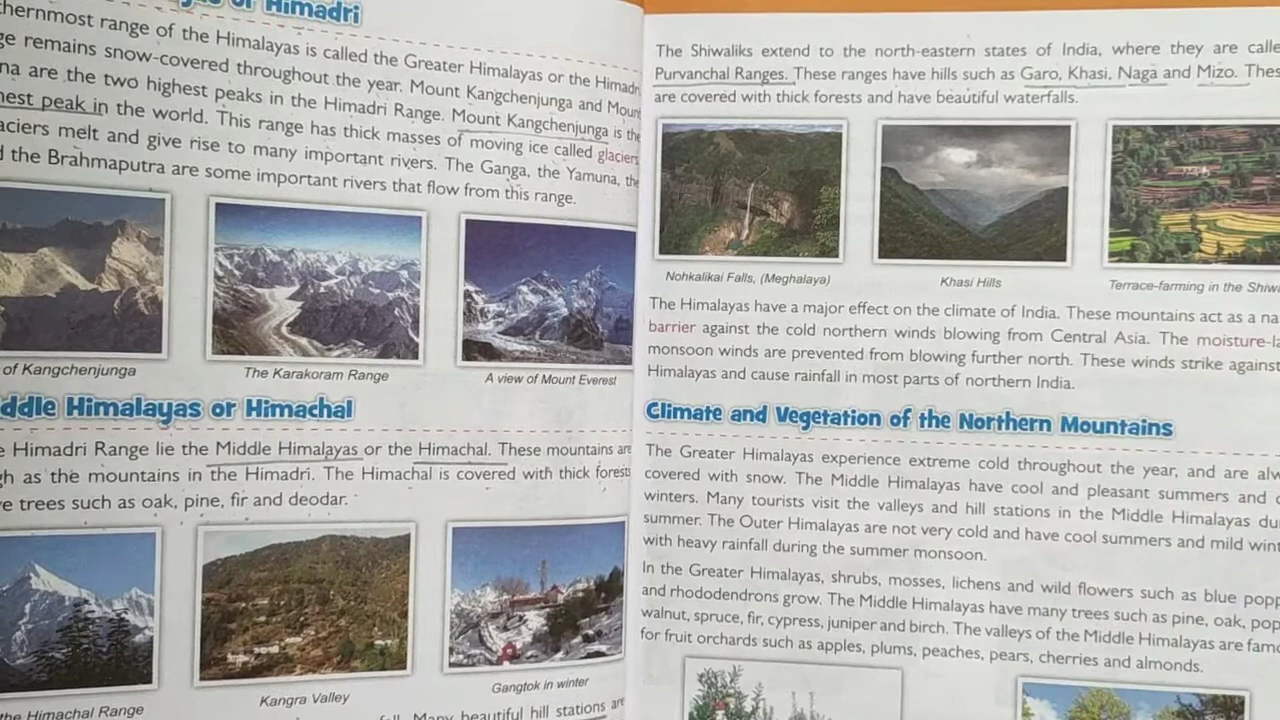 of Himadri
thernmost range of the Himalayas is called the Greater Himalayas or the Himadri
ge remains snow-covered throughout the year. Mount Kangchenjunga and Mount
na are the two highest peaks in the Himadri Range. Mount Kangchenjunga is the
hest peak in the world. This range has thick masses of moving ice called glaciers
aciers melt and give rise to many important rivers. The Ganga, the Yamuna, the
d the Brahmaputra are some important rivers that flow from this range.
of Kangchenjunga
The Karakoram Range
A view of Mount Everest
ddle Himalayas or Himachal
e Himadri Range lie the Middle Himalayas or the Himachal. These mountains are
gh as the mountains in the Himadri. The Himachal is covered with thick forests
ve trees such as oak, pine, fir and deodar.
the Himachal Range
Kangra Valley
Gangtok in winter
Many beautiful hill stations are
The Shiwaliks extend to the north-eastern states of India, where they are calle
Purvanchal Ranges. These ranges have hills such as Garo, Khasi, Naga and Mizo. Thes
are covered with thick forests and have beautiful waterfalls.
Nohkalikai Falls, (Meghalaya)
Khasi Hills
Terrace-farming in the Shiwa
The Himalayas have a major effect on the climate of India. These mountains act as a na
barrier against the cold northern winds blowing from Central Asia. The moisture-la
monsoon winds are prevented from blowing further north. These winds strike against
Himalayas and cause rainfall in most parts of northern India.
Climate and Vegetation of the Northern Mountains
The Greater Himalayas experience extreme cold throughout the year, and are alw
covered with snow. The Middle Himalayas have cool and pleasant summers and
winters. Many tourists visit the valleys and hill stations in the Middle Himalayas du
summer. The Outer Himalayas are not very cold and have cool summers and mild wint
with heavy rainfall during the summer monsoon.
In the Greater Himalayas, shrubs, mosses, lichens and wild flowers such as blue popp
and rhododendrons grow. The Middle Himalayas have many trees such as pine, oak, pop
walnut, spruce, fir, cypress, juniper and birch. The valleys of the Middle Himalayas are famo
for fruit orchards such as apples, plums, peaches, pears, cherries and almonds.